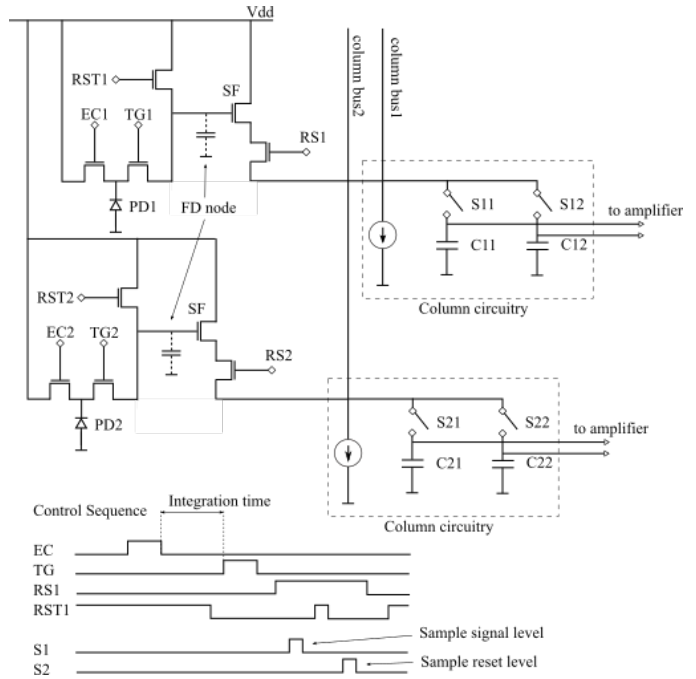 Vdd
RST1
SF
EC1
TG1
RS1
column bus2
column bus1
PD1
FD node
S11
S12
to amplifier
C11
C12
Column circuitry
RST2
SF
EC2
TG2
RS2
PD2
S21
S22
to amplifier
C21
C22
Column circuitry
Control Sequence
Integration time
EC
TG
RS1
RST1
Sample signal level
S1
Sample reset level
S2